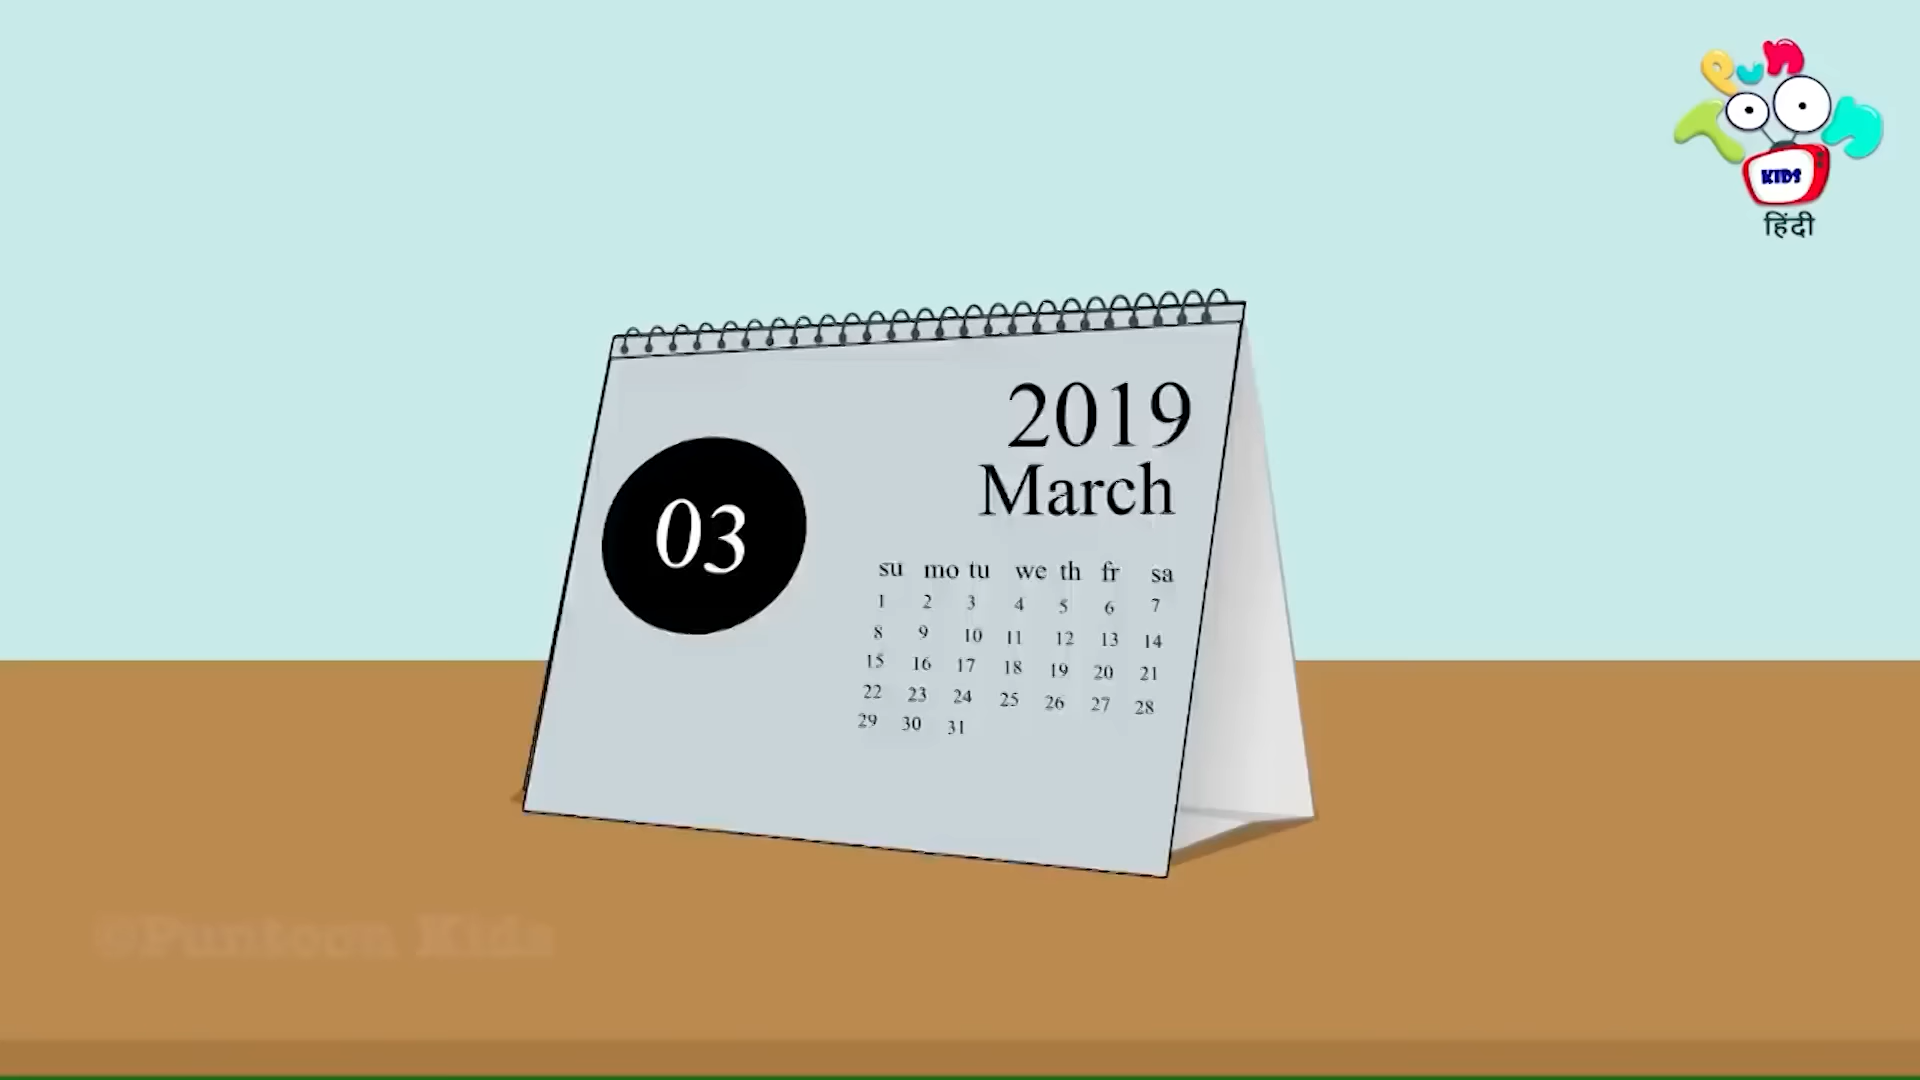 Pun
Toon
KIDS
हिंदी
2019
March
03
su mo tu we th fr sa
1 2 3 4 5 6 7
8 9 10 11 12 13 14
15 16 17 18 19 20 21
22 23 24 25 26 27 28
29 30 31
©Puntoon Kids